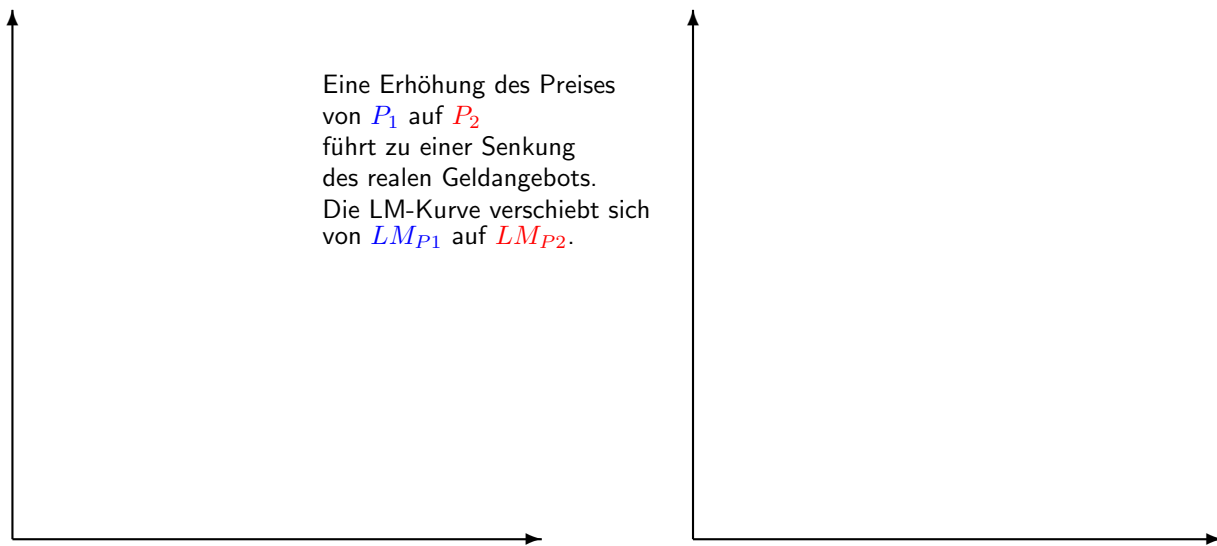 Eine Erhöhung des Preises
von P₁ auf P₂
führt zu einer Senkung
des realen Geldangebots.
Die LM-Kurve verschiebt sich
von LM_{P1} auf LM_{P2}.